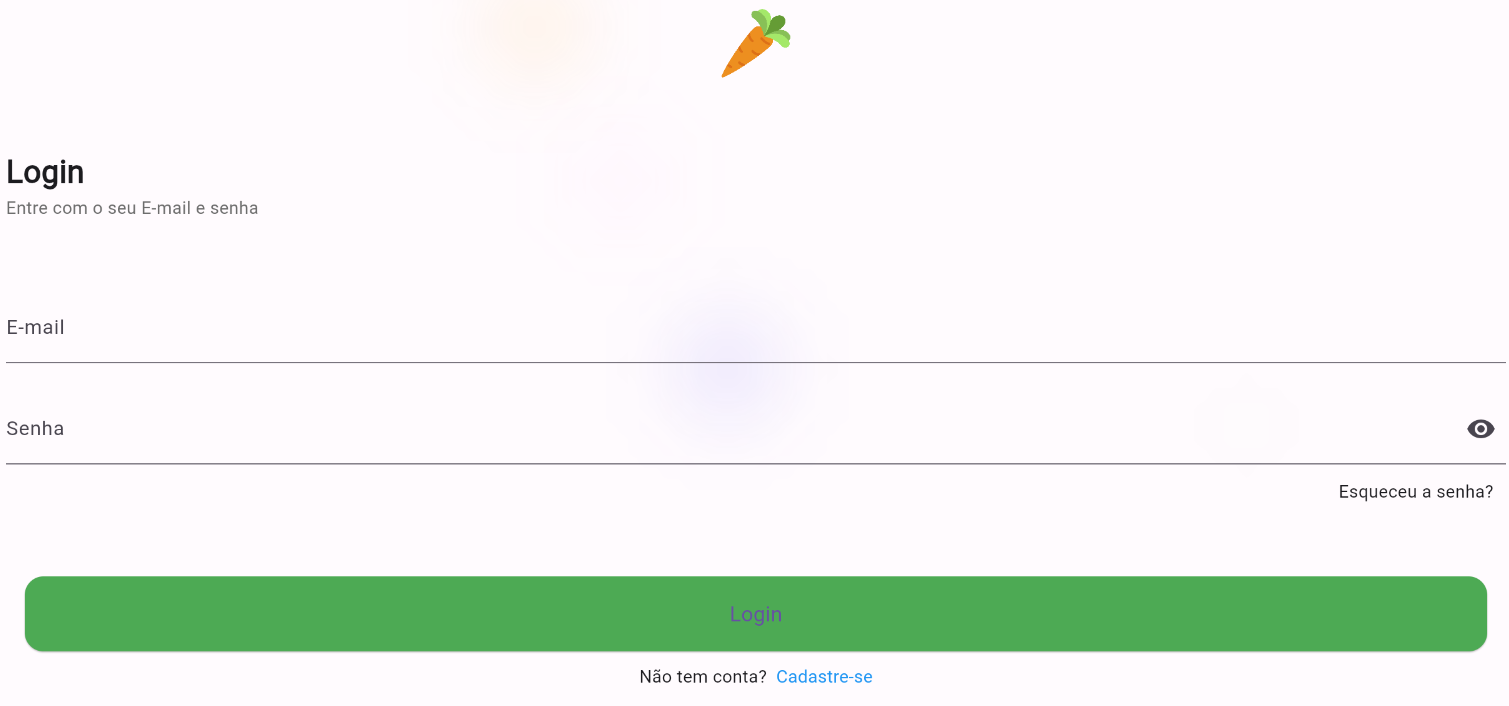 Login
Entre com o seu E-mail e senha
E-mail
Senha
Esqueceu a senha?
Login
Não tem conta? Cadastre-se